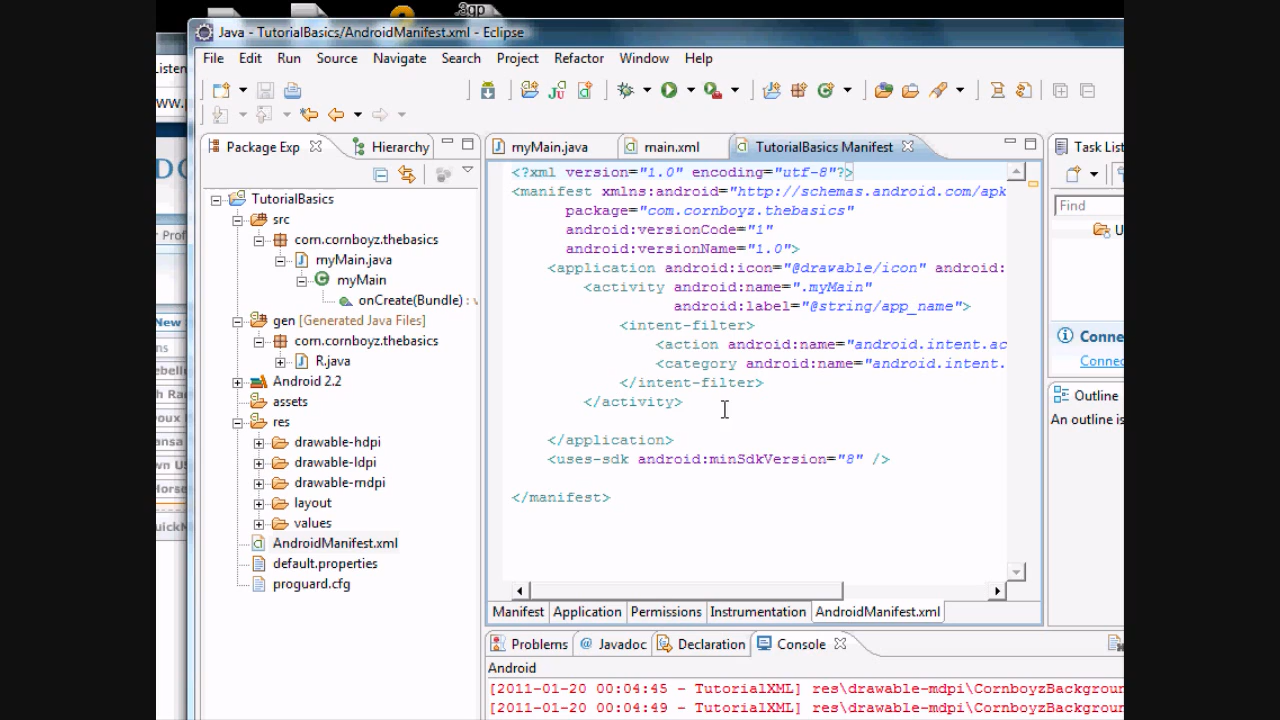 .3gp
Java - TutorialBasics/AndroidManifest.xml - Eclipse
File Edit Run Source Navigate Search Project Refactor Window Help
Package Exp Hierarchy
myMain.java main.xml TutorialBasics Manifest
Task List
Find
TutorialBasics
src
com.cornboyz.thebasics
myMain.java
myMain
onCreate(Bundle) :
gen [Generated Java Files]
com.cornboyz.thebasics
R.java
Android 2.2
assets
res
drawable-hdpi
drawable-ldpi
drawable-mdpi
layout
values
AndroidManifest.xml
default.properties
proguard.cfg
<?xml version="1.0" encoding="utf-8"?>
<manifest xmlns:android="http://schemas.android.com/apk
package="com.cornboyz.thebasics"
android:versionCode="1"
android:versionName="1.0">
<application android:icon="@drawable/icon" android:
<activity android:name=".myMain"
android:label="@string/app_name">
<intent-filter>
<action android:name="android.intent.ac
<category android:name="android.intent.
</intent-filter>
</activity>
</application>
<uses-sdk android:minSdkVersion="8" />
</manifest>
Manifest Application Permissions Instrumentation AndroidManifest.xml
Conne
Connec
Outline
An outline is
Problems @ Javadoc Declaration Console
Android
[2011-01-20 00:04:45 - TutorialXML] res\drawable-mdpi\CornboyzBackgroun
[2011-01-20 00:04:49 - TutorialXML] res\drawable-mdpi\CornboyzBackgroun
Listen
ww.
r Prof
New